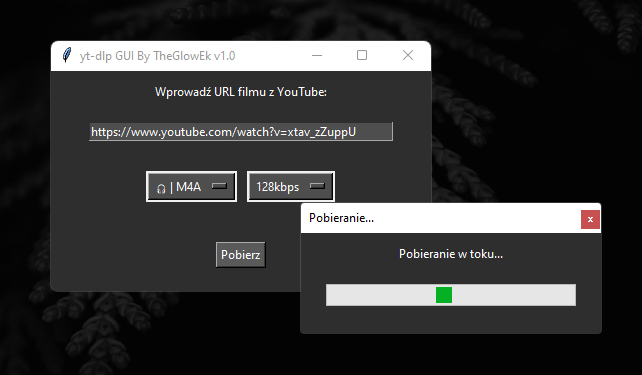 yt-dlp GUI By TheGlowEk v1.0
Wprowadź URL filmu z YouTube:
https://www.youtube.com/watch?v=xtav_zZuppU
🎧 | M4A
128kbps
Pobierz
Pobieranie...
x
Pobieranie w toku...